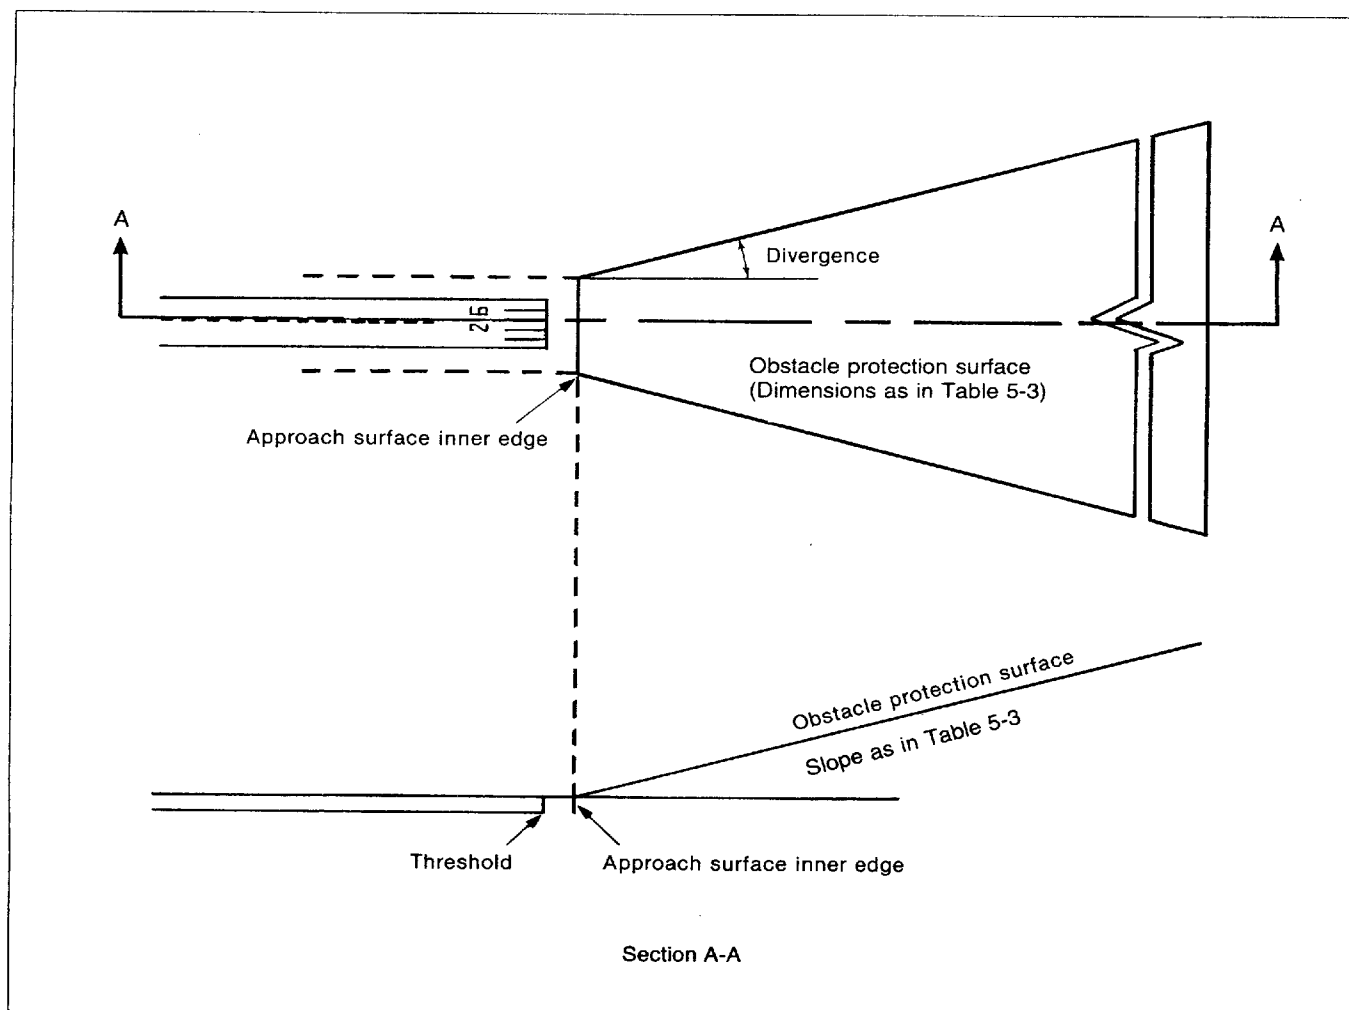 A
A
Divergence
26
Obstacle protection surface
(Dimensions as in Table 5-3)
Approach surface inner edge
Obstacle protection surface
Slope as in Table 5-3
Threshold
Approach surface inner edge
Section A-A